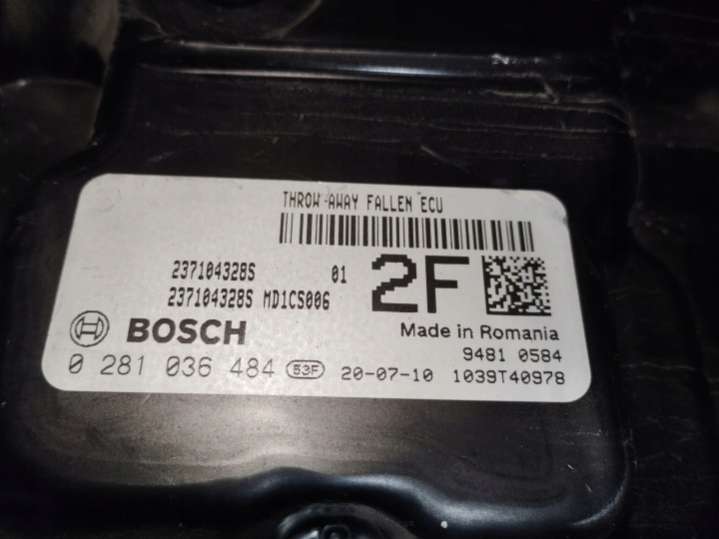 THROW-AWAY FALLEN ECU
237104328S 01
237104328S MD1CS006
2F
BOSCH
Made in Romania
9481 0584
0 281 036 484 53F 20-07-10 1039T40978